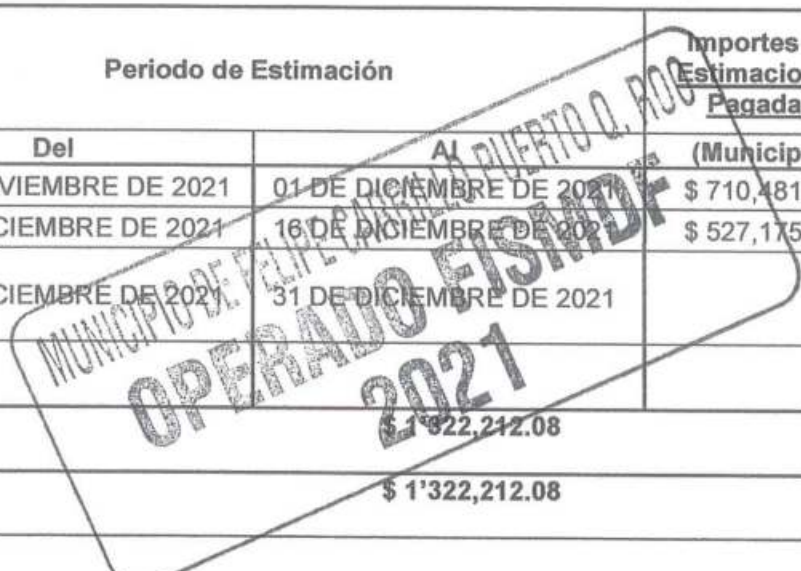 Periodo de Estimación
Importes
Estimacio
Pagada
Del
Al
(Municip
VIEMBRE DE 2021
01 DE DICIEMBRE DE 2021
$ 710,481
CIEMBRE DE 2021
16 DE DICIEMBRE DE 2021
$ 527,175
CIEMBRE DE 2021
31 DE DICIEMBRE DE 2021
MUNICIPIO DE FELIPE CARRILLO PUERTO Q. ROO
OPERADO FISMDF
2021
$ 1'322,212.08
$ 1'322,212.08